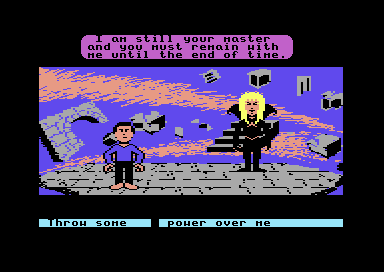 I am still your master
and you must remain with
me until the end of time.
Throw some power over me